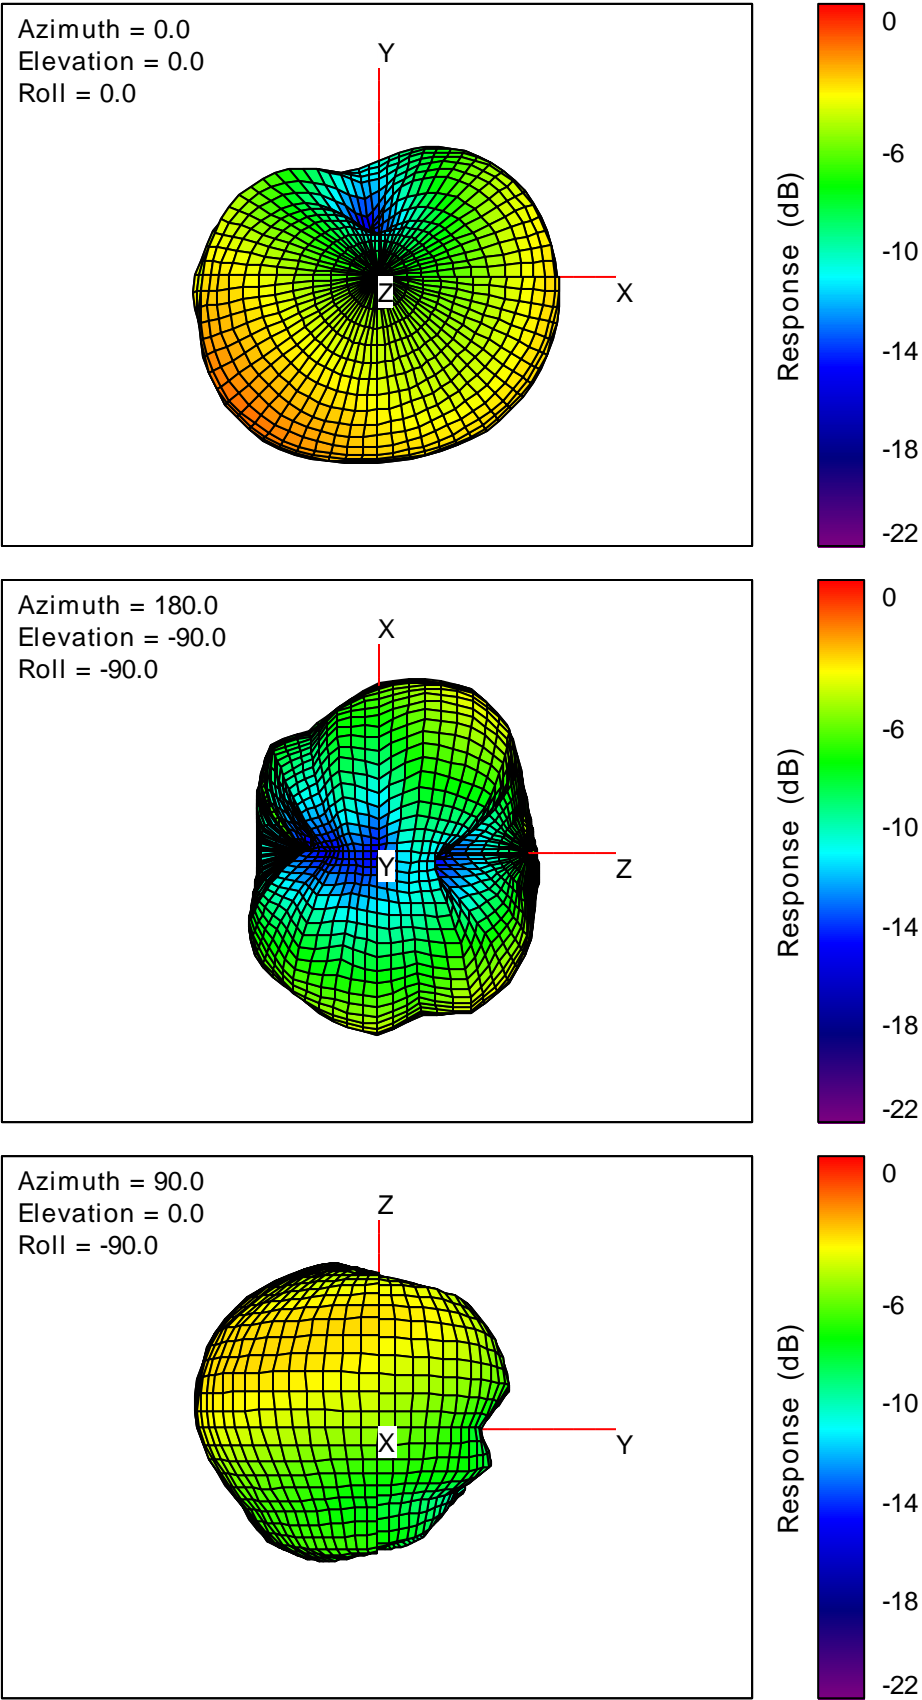 Azimuth = 0.0
Elevation = 0.0
Roll = 0.0
Y
X
Z
0
-6
-10
-14
-18
-22
Response (dB)
Azimuth = 180.0
Elevation = -90.0
Roll = -90.0
X
Z
Y
0
-6
-10
-14
-18
-22
Response (dB)
Azimuth = 90.0
Elevation = 0.0
Roll = -90.0
Z
Y
X
0
-6
-10
-14
-18
-22
Response (dB)